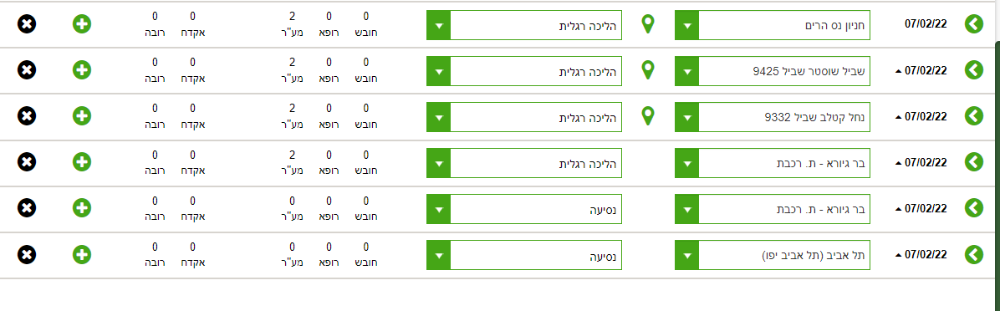 07/02/22 חניון נס הרים הליכה רגלית 0 חובש 0 רופא 2 מע"ר 0 אקדח 0 רובה
07/02/22 שביל שוסטר שביל 9425 הליכה רגלית 0 חובש 0 רופא 2 מע"ר 0 אקדח 0 רובה
07/02/22 נחל קטלב שביל 9332 הליכה רגלית 0 חובש 0 רופא 2 מע"ר 0 אקדח 0 רובה
07/02/22 בר גיורא - ת. רכבת הליכה רגלית 0 חובש 0 רופא 2 מע"ר 0 אקדח 0 רובה
07/02/22 בר גיורא - ת. רכבת נסיעה 0 חובש 0 רופא 0 מע"ר 0 אקדח 0 רובה
07/02/22 תל אביב (תל אביב יפו) נסיעה 0 חובש 0 רופא 0 מע"ר 0 אקדח 0 רובה